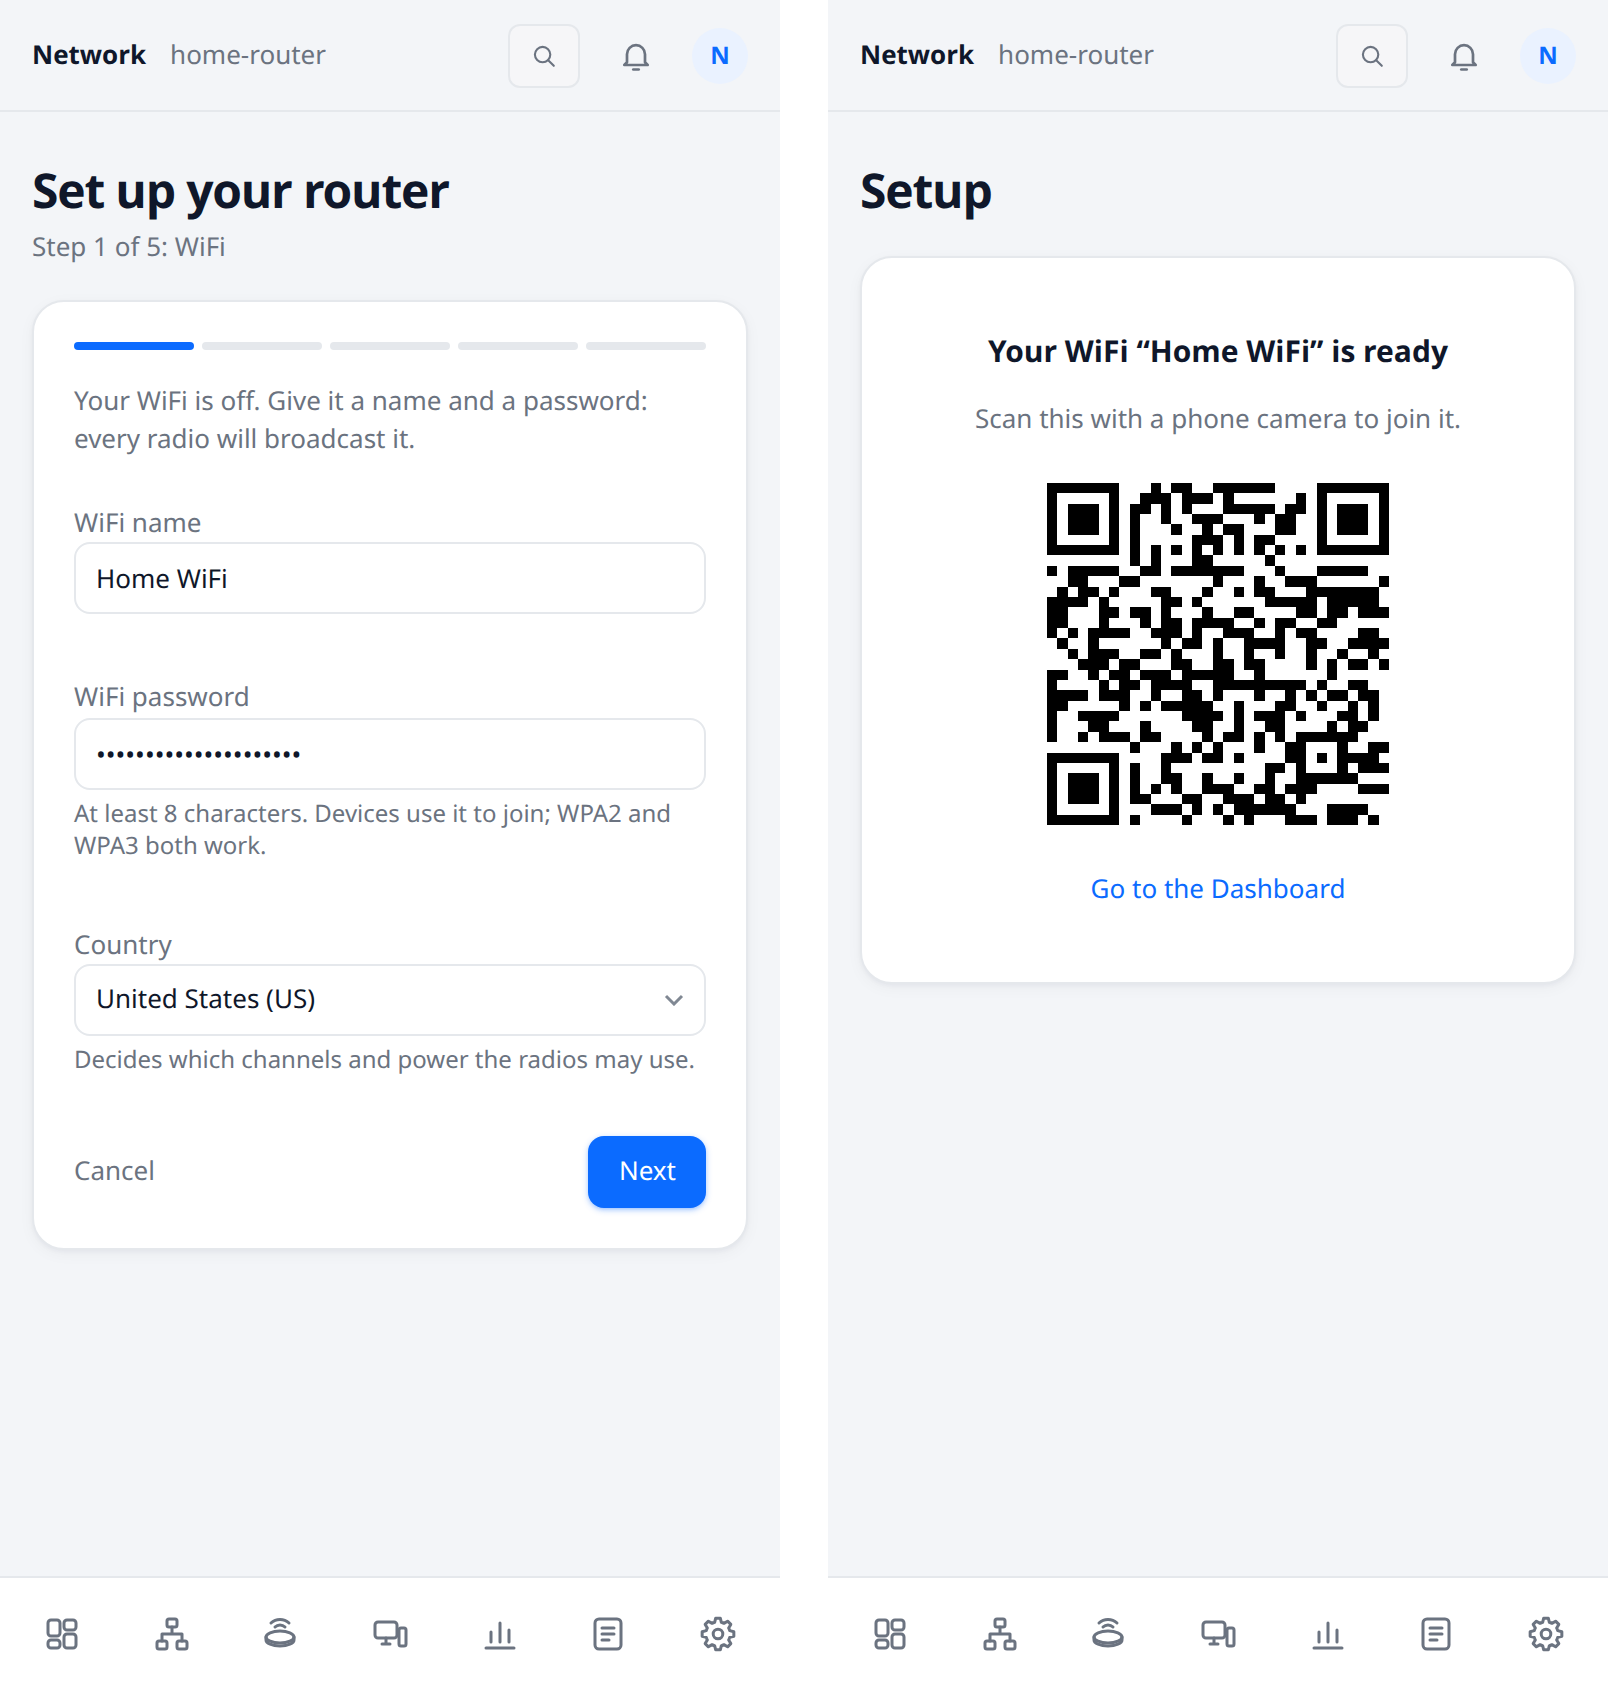 Network home-router
N
Set up your router
Step 1 of 5: WiFi
Your WiFi is off. Give it a name and a password:
every radio will broadcast it.
WiFi name
Home WiFi
WiFi password
•••••••••••••••••••••
At least 8 characters. Devices use it to join; WPA2 and
WPA3 both work.
Country
United States (US)
Decides which channels and power the radios may use.
Cancel
Next
Network home-router
N
Setup
Your WiFi “Home WiFi” is ready
Scan this with a phone camera to join it.
Go to the Dashboard